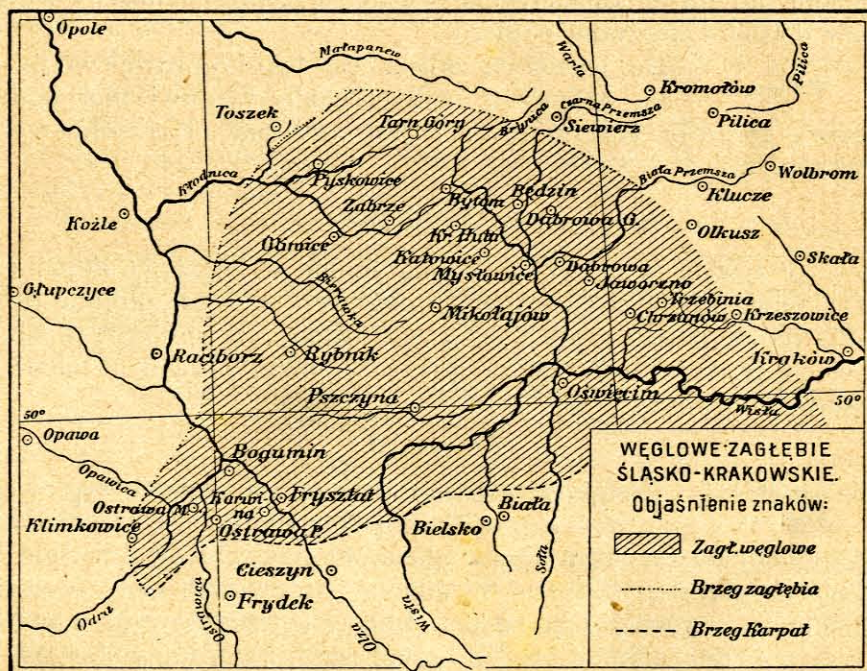 Opole
Małapanew
Warta
Pilica
Kromołów
Toszek
Tarn Góry
Brynica
Czarna Przemsza
Siewierz
Pilica
Kłodnica
Pyskowice
Biała Przemsza
Wolbrom
Klucze
Koźle
Bytom
Będzin
Zabrze
Dąbrowa G.
Kr. Huta
Olkusz
Gliwice
Katowice
Mysłowice
Dąbrowa
Skała
Głupczyce
Birawka
Jaworzno
Mikołajów
Trzebinia
Chrzanów
Krzeszowice
Racibórz
Rybnik
Kraków
Pszczyna
Oświęcim
50°
50°
Wisła
Opawa
Opawica
Bogumin
Ostrawa M.
Karwi-
na
Frysztat
Klimkowice
Ostrawa P.
Bielsko
Biała
Cieszyn
Frydek
Odra
Ostrawica
Olza
Wisła
Soła
WĘGLOWE ZAGŁĘBIE
ŚLĄSKO-KRAKOWSKIE.
Objaśnienie znaków:
Zagł. węglowe
Brzeg zagłębia
Brzeg Karpat